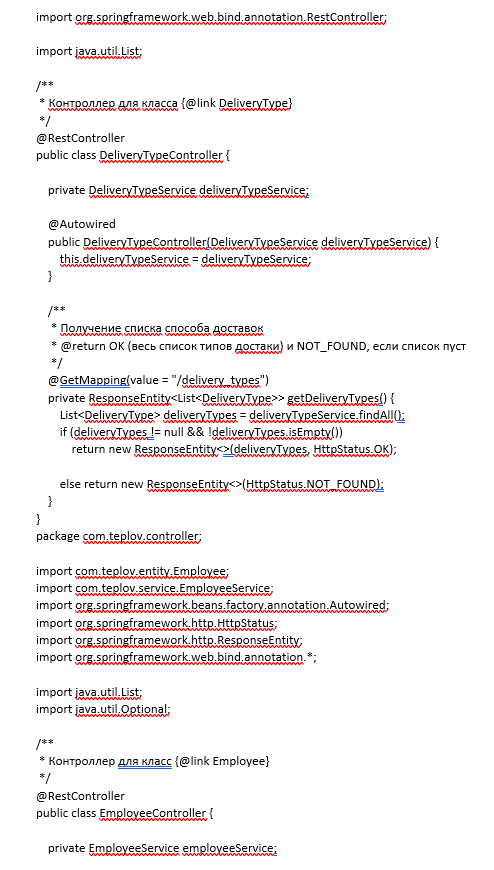 import org.springframework.web.bind.annotation.RestController;
import java.util.List;
/**
* Контроллер для класса {@link DeliveryType}
*/
@RestController
public class DeliveryTypeController {
private DeliveryTypeService deliveryTypeService;
@Autowired
public DeliveryTypeController(DeliveryTypeService deliveryTypeService) {
this.deliveryTypeService = deliveryTypeService;
}
/**
* Получение списка способа доставок
* @return OK (весь список типов достаки) и NOT_FOUND, если список пуст
*/
@GetMapping(value = "/delivery_types")
private ResponseEntity<List<DeliveryType>> getDeliveryTypes() {
List<DeliveryType> deliveryTypes = deliveryTypeService.findAll();
if (deliveryTypes != null && !deliveryTypes.isEmpty())
return new ResponseEntity<>(deliveryTypes, HttpStatus.OK);
else return new ResponseEntity<>(HttpStatus.NOT_FOUND);
}
}
package com.teplov.controller;
import com.teplov.entity.Employee;
import com.teplov.service.EmployeeService;
import org.springframework.beans.factory.annotation.Autowired;
import org.springframework.http.HttpStatus;
import org.springframework.http.ResponseEntity;
import org.springframework.web.bind.annotation.*;
import java.util.List;
import java.util.Optional;
/**
* Контроллер для класс {@link Employee}
*/
@RestController
public class EmployeeController {
private EmployeeService employeeService;